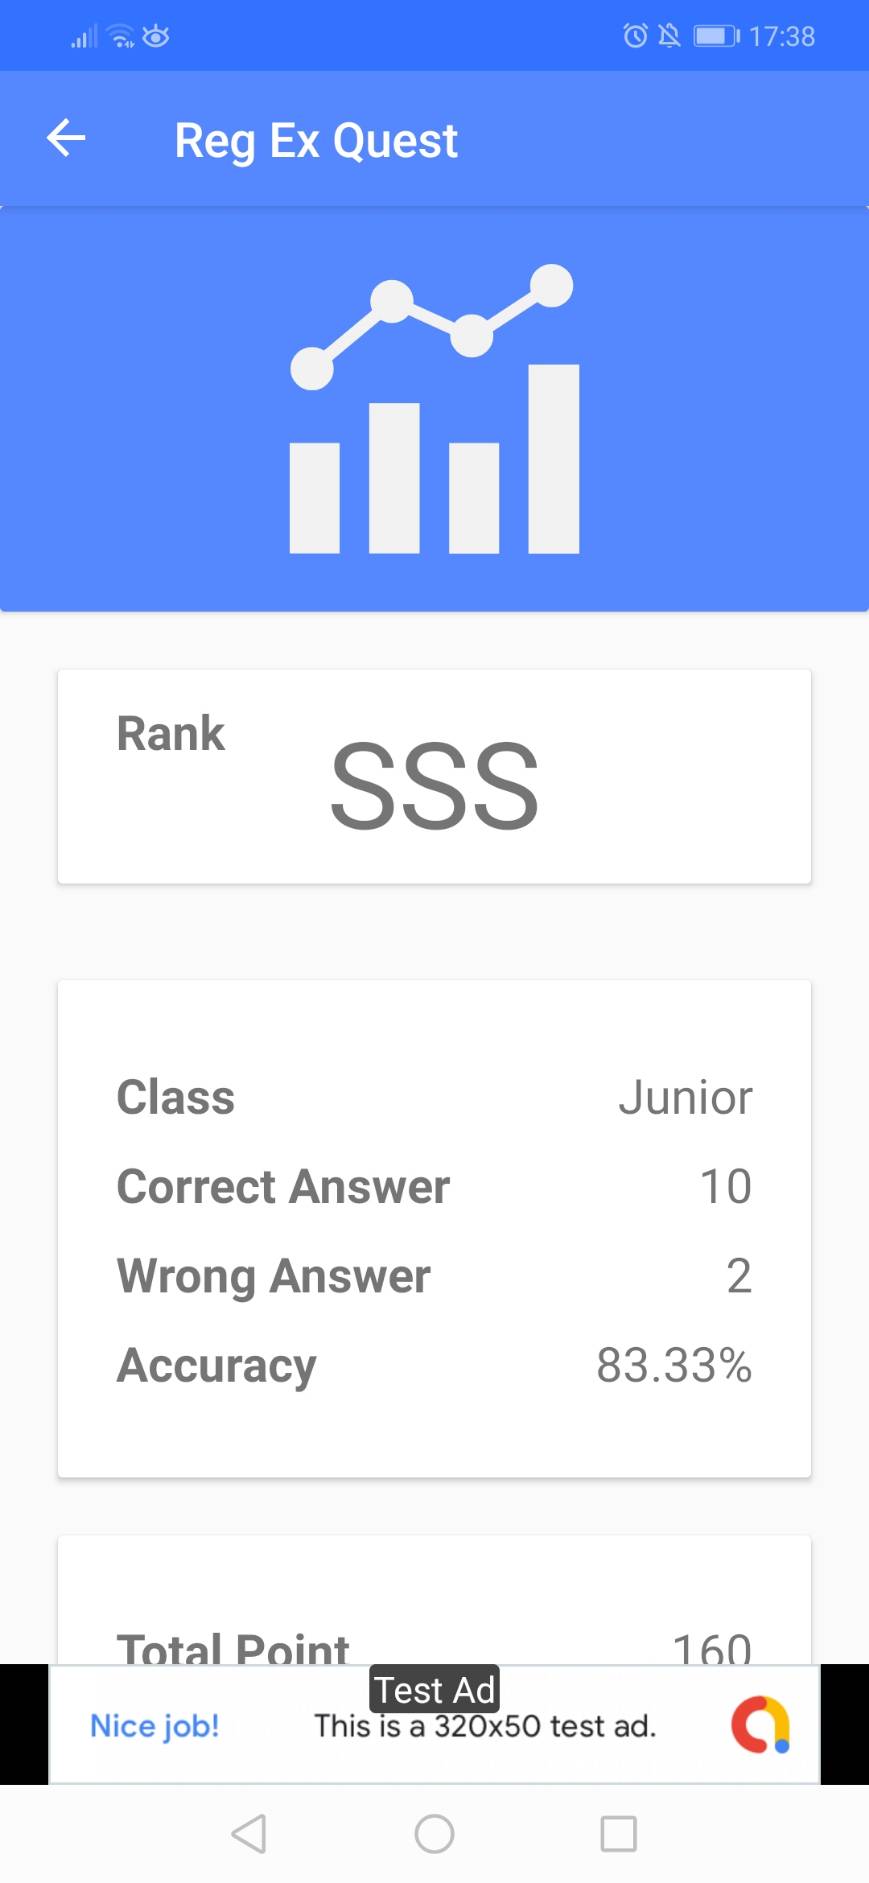 17:38
Reg Ex Quest
Rank
SSS
Class Junior
Correct Answer 10
Wrong Answer 2
Accuracy 83.33%
Total Point 160
Test Ad
Nice job! This is a 320x50 test ad.